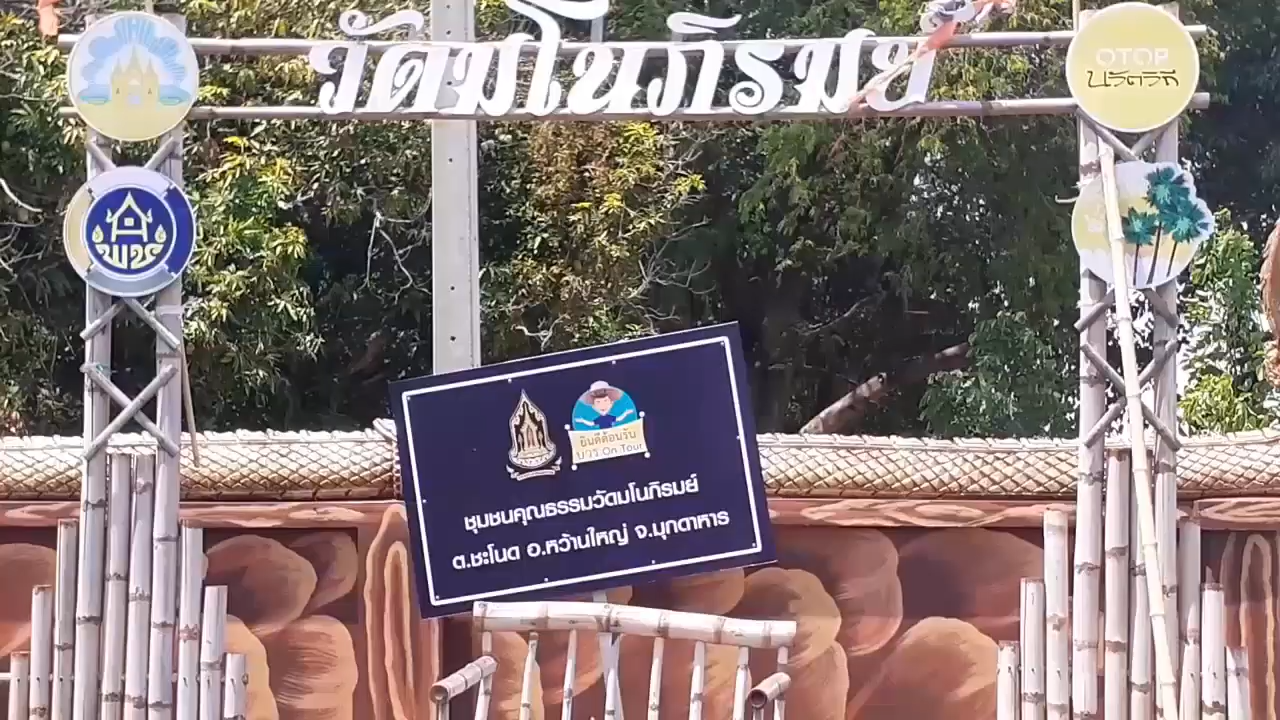 วัดมโนภิรมย์
OTOP
นวัตวิถี
พช
ยินดีต้อนรับ
บวร On Tour
ชุมชนคุณธรรมวัดมโนภิรมย์
ต.ชะโนด อ.หว้านใหญ่ จ.มุกดาหาร